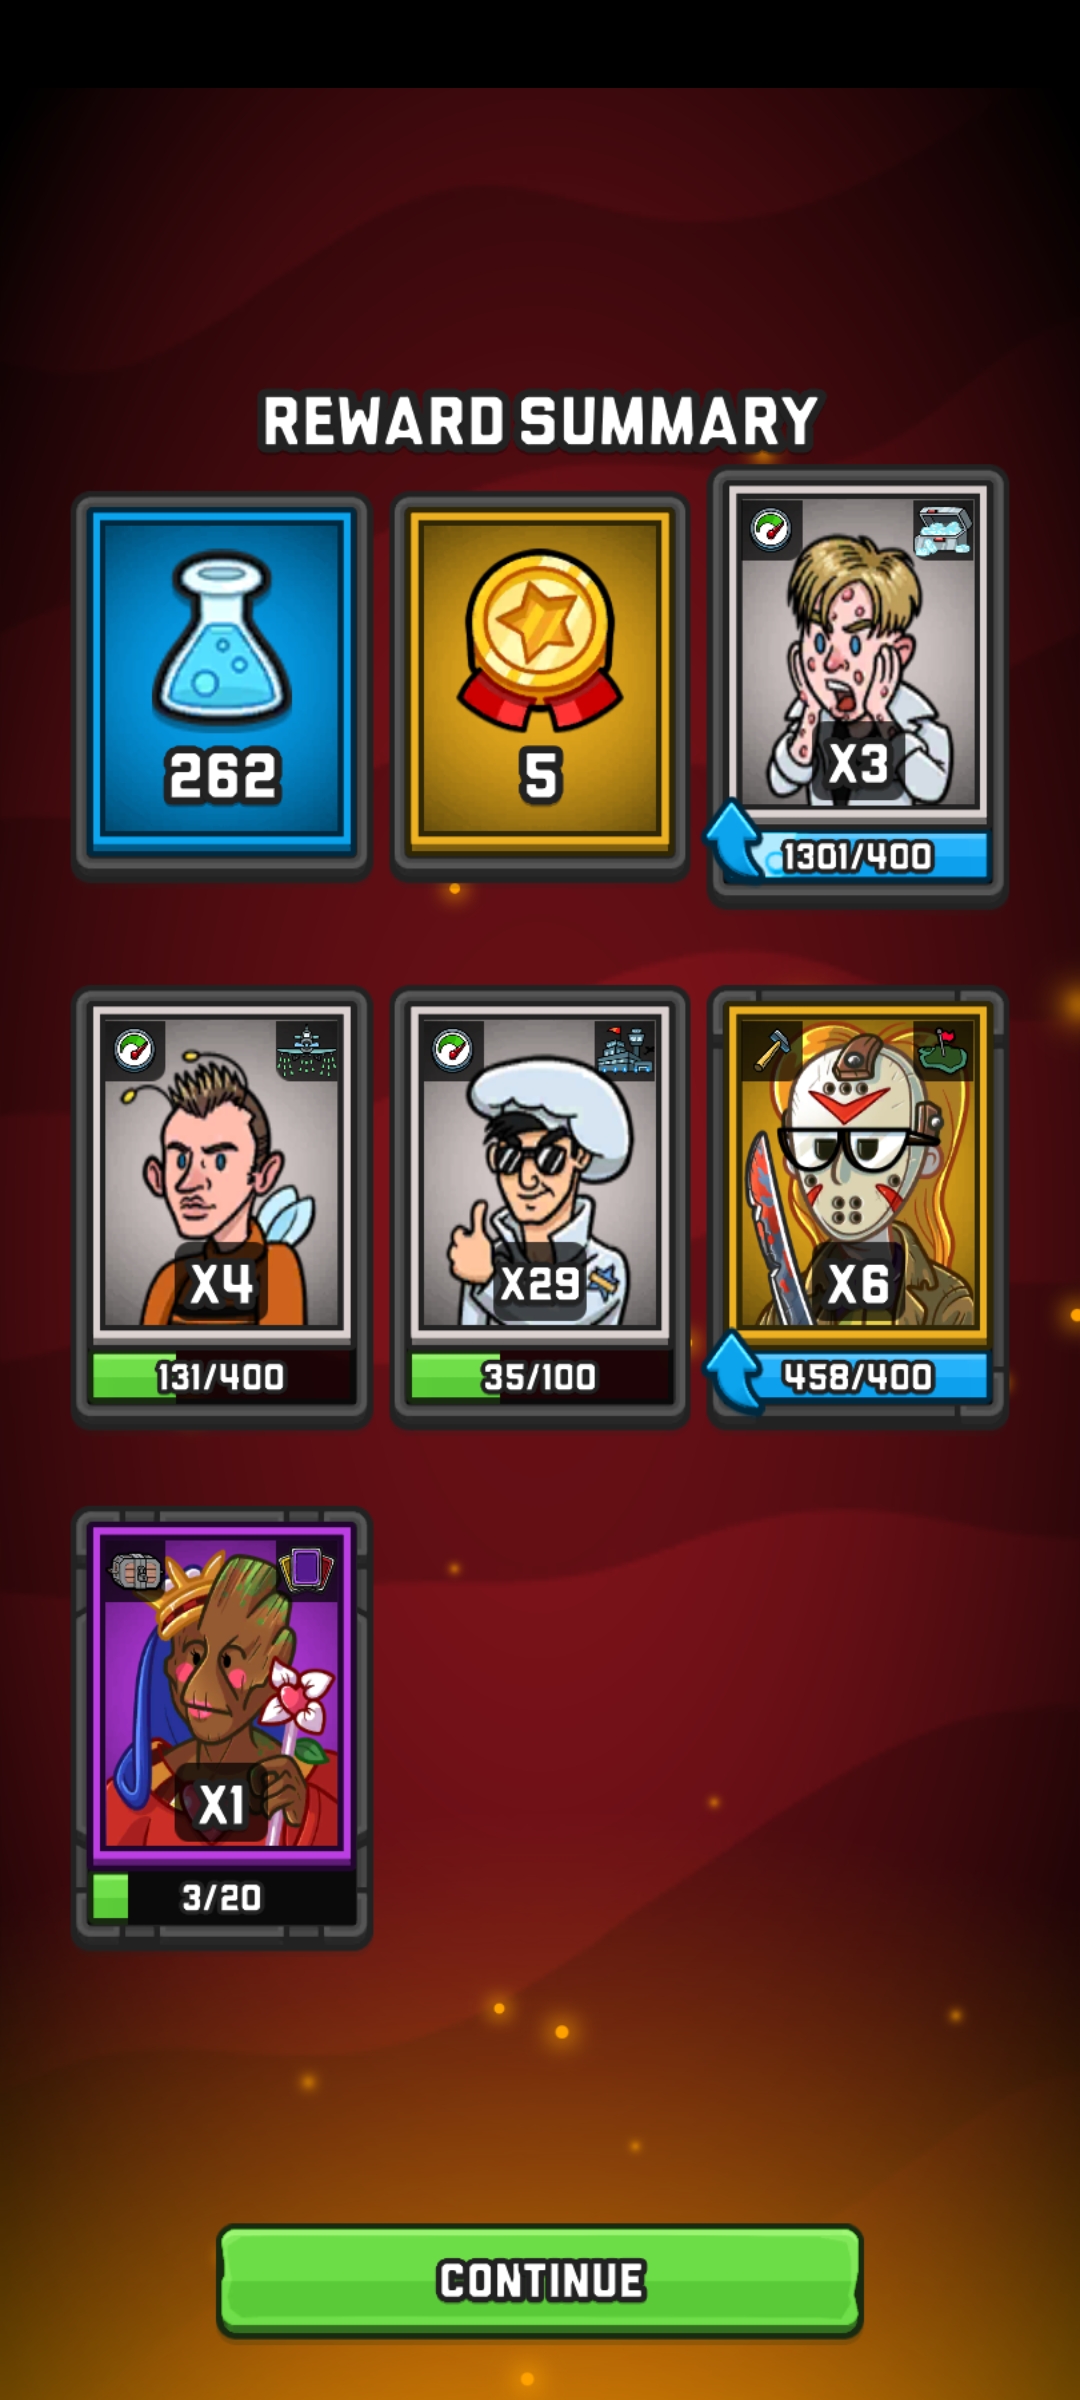 REWARD SUMMARY
262
5
X3
1301/400
X4
131/400
X29
35/100
X6
458/400
X1
3/20
CONTINUE